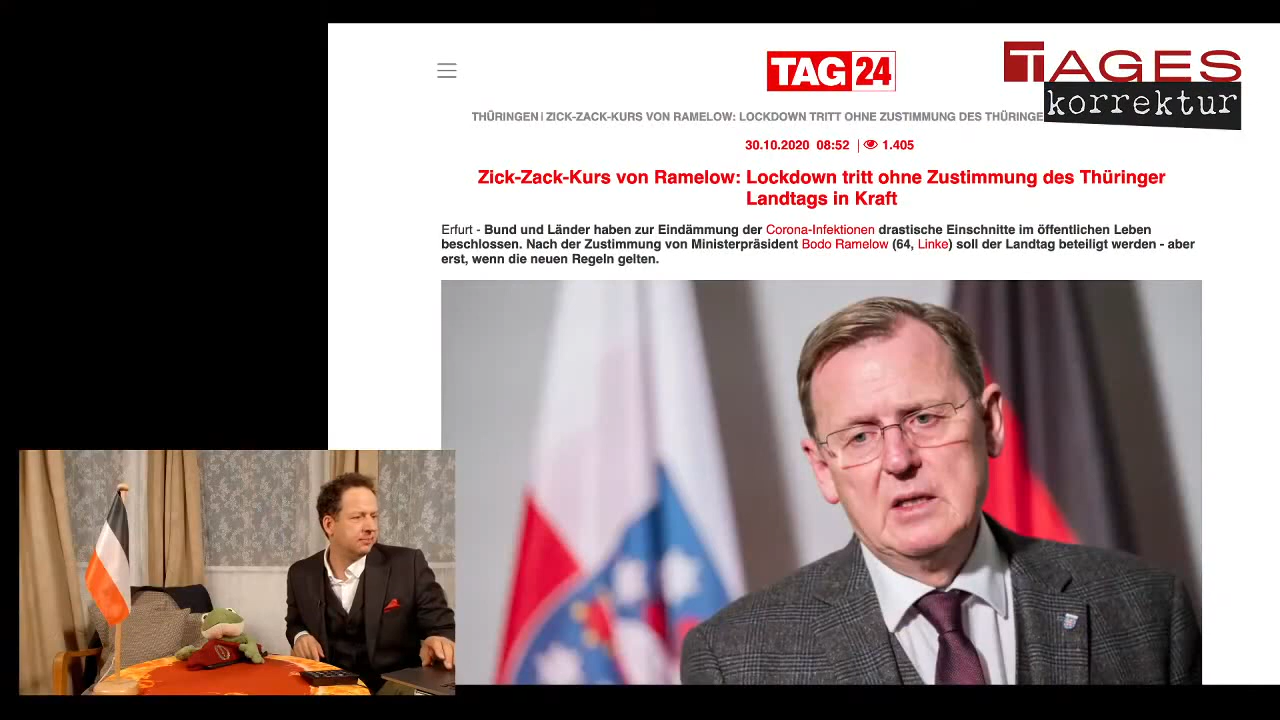 TAG24
TAGES
korrektur
THÜRINGEN | ZICK-ZACK-KURS VON RAMELOW: LOCKDOWN TRITT OHNE ZUSTIMMUNG DES THÜRINGE
30.10.2020 08:52 | 1.405
Zick-Zack-Kurs von Ramelow: Lockdown tritt ohne Zustimmung des Thüringer
Landtags in Kraft
Erfurt - Bund und Länder haben zur Eindämmung der Corona-Infektionen drastische Einschnitte im öffentlichen Leben
beschlossen. Nach der Zustimmung von Ministerpräsident Bodo Ramelow (64, Linke) soll der Landtag beteiligt werden - aber
erst, wenn die neuen Regeln gelten.